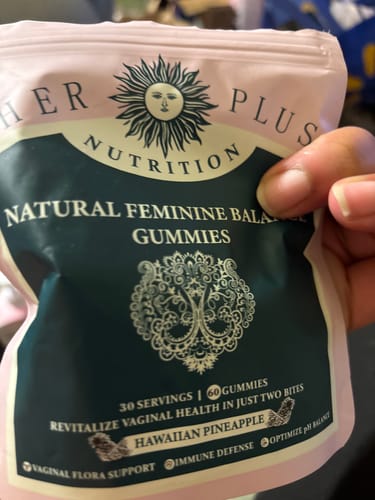 HER PLUS
NUTRITION
NATURAL FEMININE
GUMMIES
30 SERVINGS | 60 GUMMIES
REVITALIZE VAGINAL HEALTH IN JUST TWO BITES
HAWAIIAN PINEAPPLE
VAGINAL FLORA SUPPORT IMMUNE DEFENSE OPTIMIZE pH BALANCE